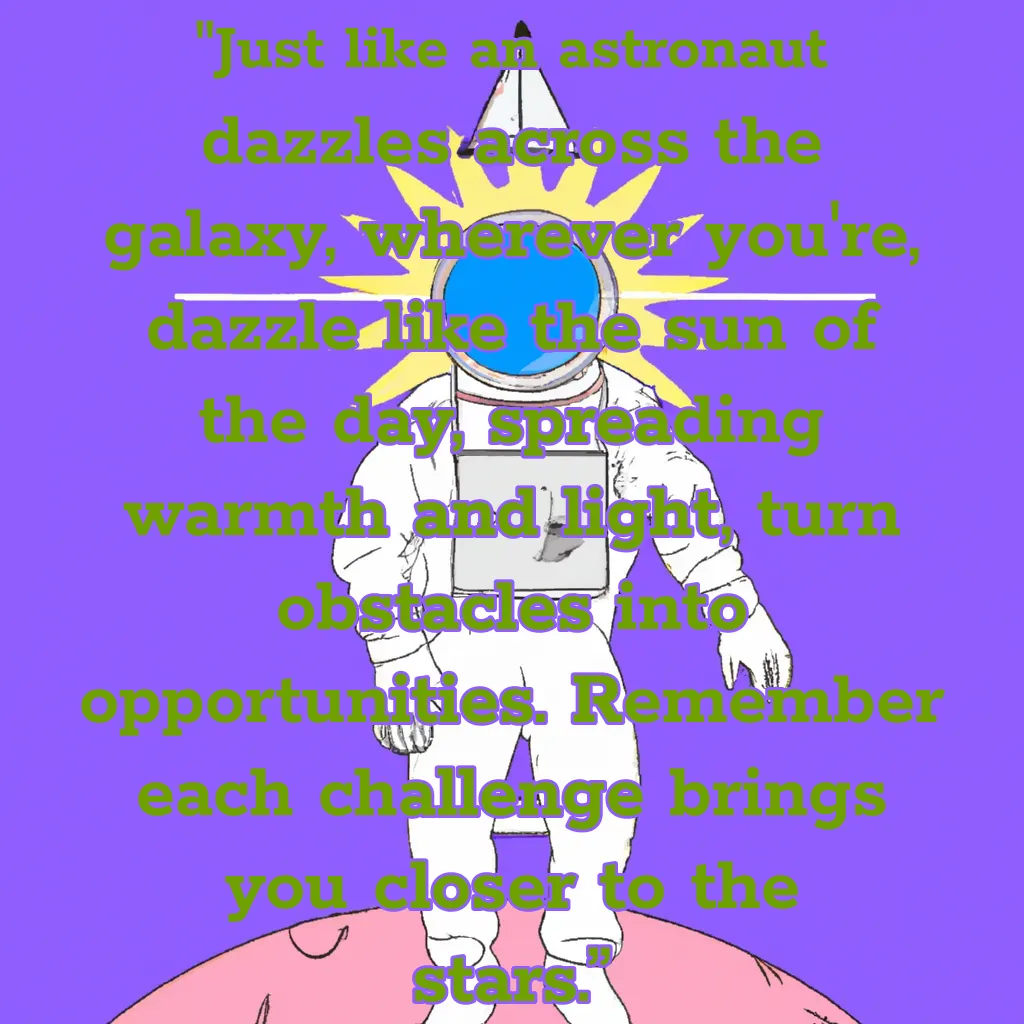 "Just like an astronaut
dazzles across the
galaxy, wherever you're,
dazzle like the sun of
the day, spreading
warmth and light, turn
obstacles into
opportunities. Remember
each challenge brings
you closer to the
stars.”